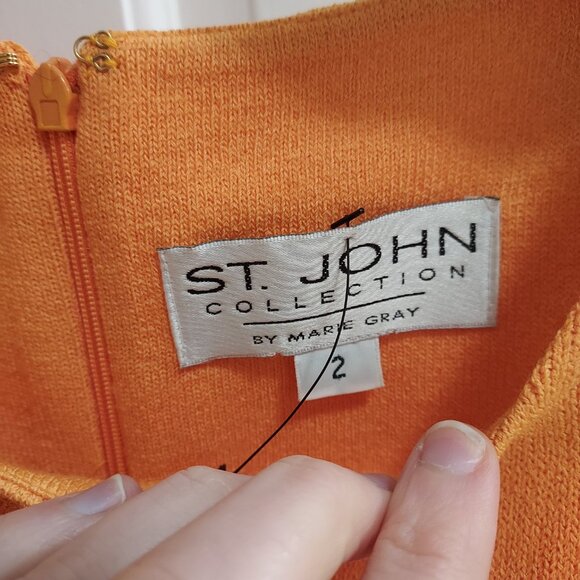 ST. JOHN
COLLECTION
BY MARIE GRAY
2